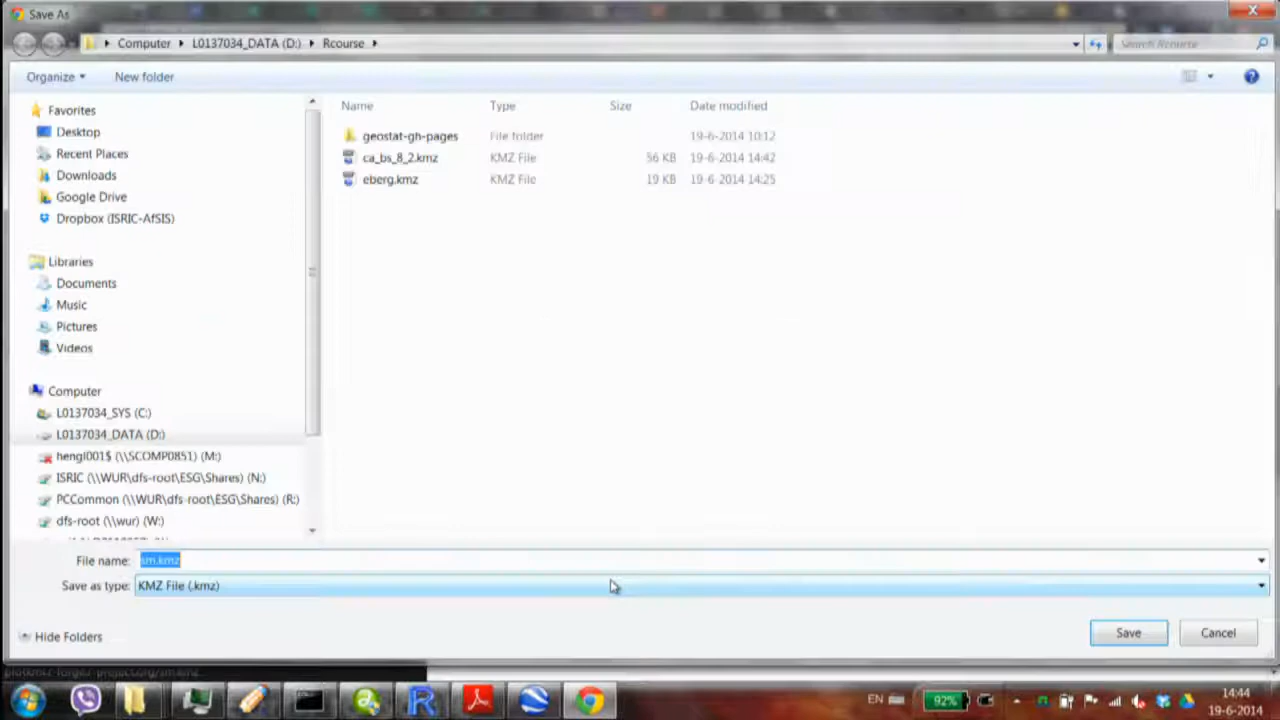 Save As
Computer
L0137034_DATA (D:)
Rcourse
Search Rcourse
Organize
New folder
Name
Type
Size
Date modified
Favorites
Desktop
Recent Places
Downloads
Google Drive
Dropbox (ISRIC-AfSIS)
Libraries
Documents
Music
Pictures
Videos
Computer
L0137034_SYS (C:)
L0137034_DATA (D:)
hengl001$ (\\SCOMP0851) (M:)
ISRIC (\\WUR\dfs-root\ESG\Shares) (N:)
PCCommon (\\WUR\dfs-root\ESG\Shares) (R:)
dfs-root (\\wur) (W:)
geostat-gh-pages File folder 19-6-2014 10:12
ca_bs_8_2.kmz KMZ File 56 KB 19-6-2014 14:42
eberg.kmz KMZ File 19 KB 19-6-2014 14:25
File name: sm.kmz
Save as type: KMZ File (.kmz)
Hide Folders
Save
Cancel
EN
92%
14:44
19-6-2014